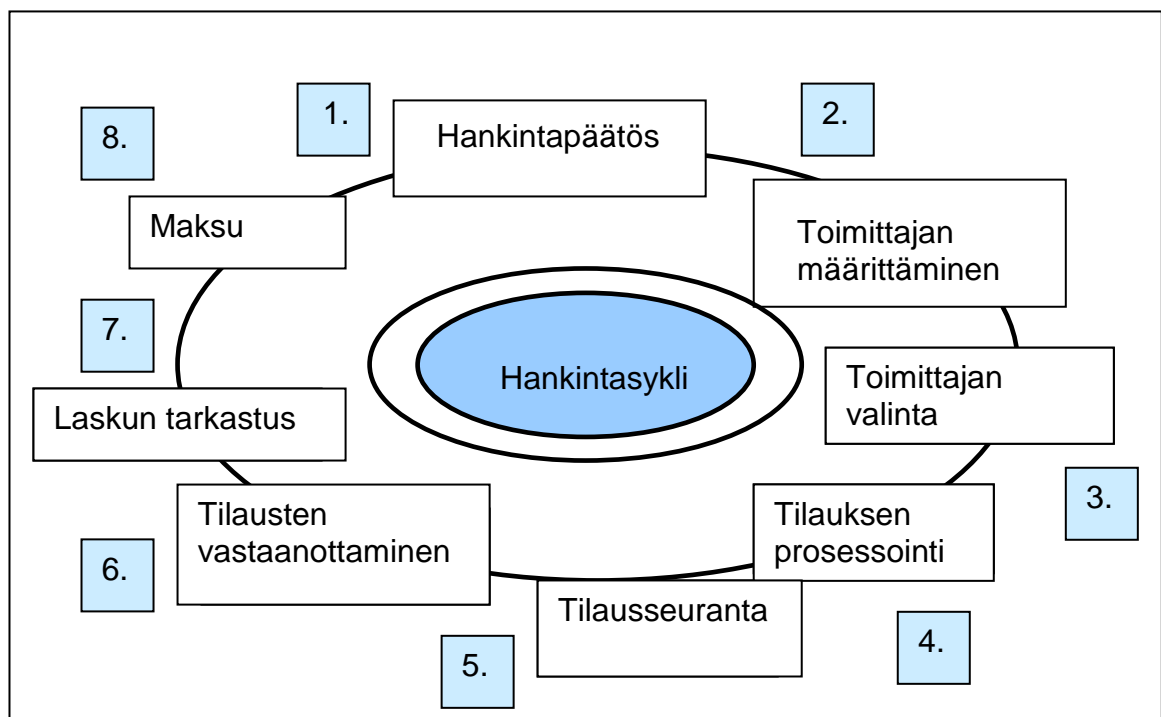 1.
Hankintapäätös
2.
Toimittajan
määrittäminen
Toimittajan
valinta
3.
Tilauksen
prosessointi
4.
Tilausseuranta
5.
Tilausten
vastaanottaminen
6.
Laskun tarkastus
7.
Maksu
8.
Hankintasykli